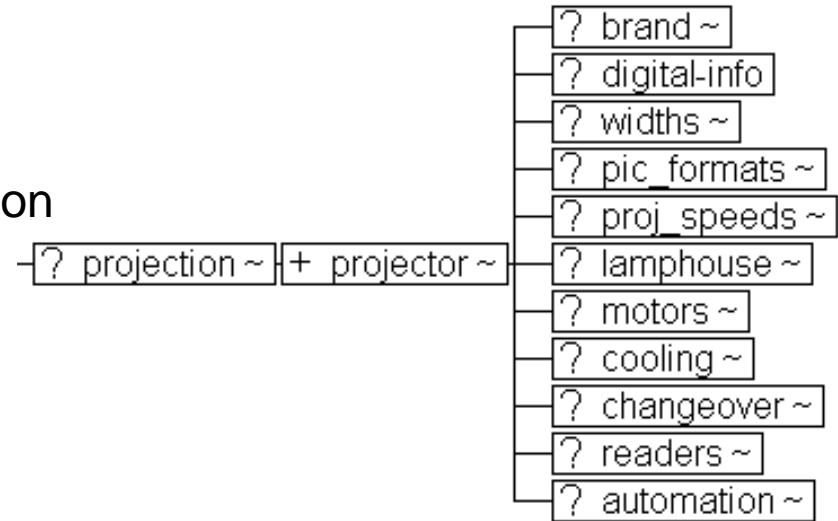 ? brand ~
? digital-info
? widths ~
? pic_formats ~
on
? proj_speeds ~
? projection ~ + projector ~ ? lamphouse ~
? motors ~
? cooling ~
? changeover ~
? readers ~
? automation ~